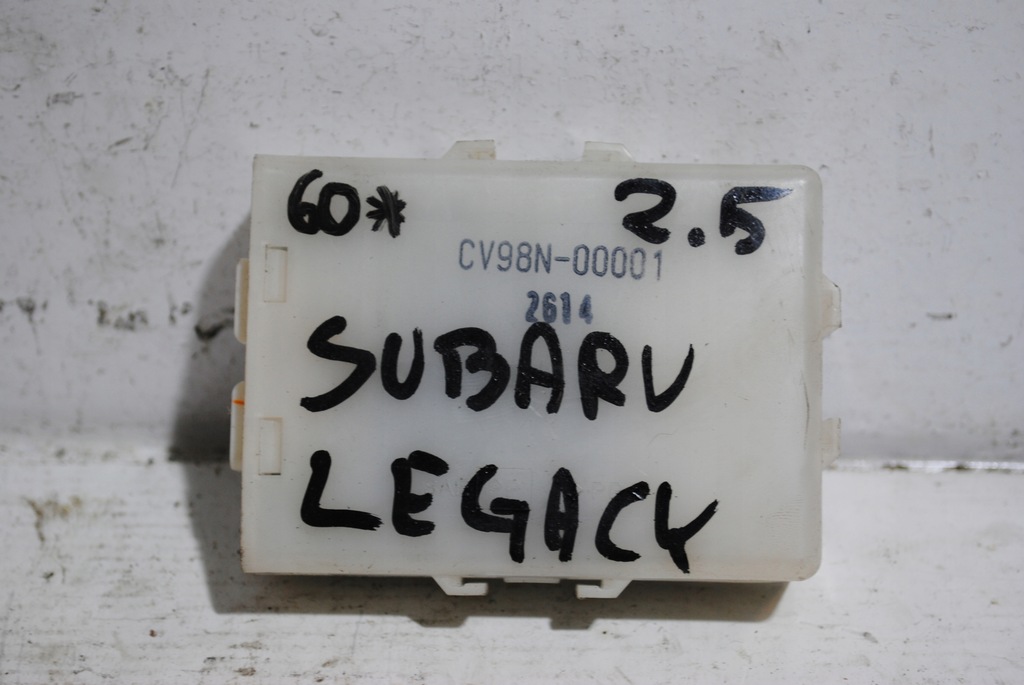 60* 2.5
CV98N-00001
2614
SUBARU
LEGACY